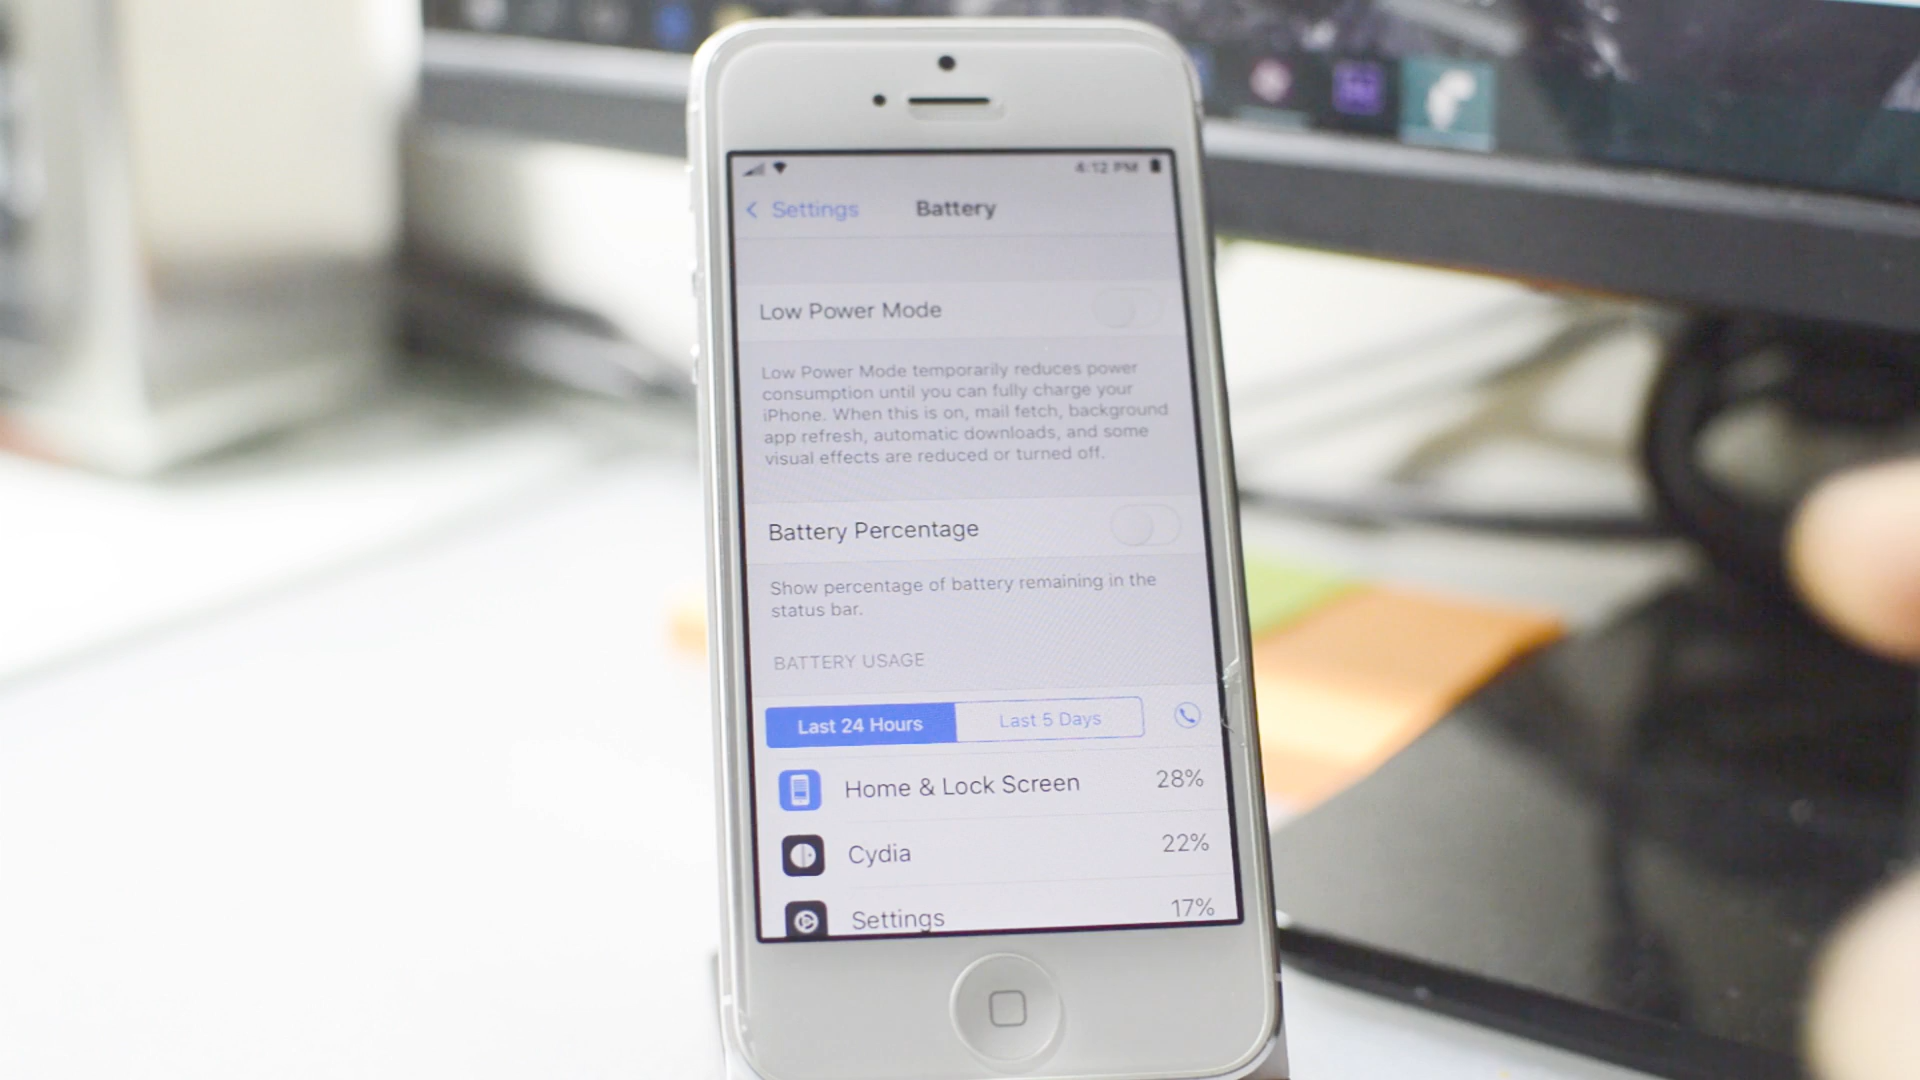 4:12 PM
Settings
Battery
Low Power Mode
Low Power Mode temporarily reduces power
consumption until you can fully charge your
iPhone. When this is on, mail fetch, background
app refresh, automatic downloads, and some
visual effects are reduced or turned off.
Battery Percentage
Show percentage of battery remaining in the
status bar.
BATTERY USAGE
Last 24 Hours
Last 5 Days
Home & Lock Screen 28%
Cydia 22%
Settings 17%